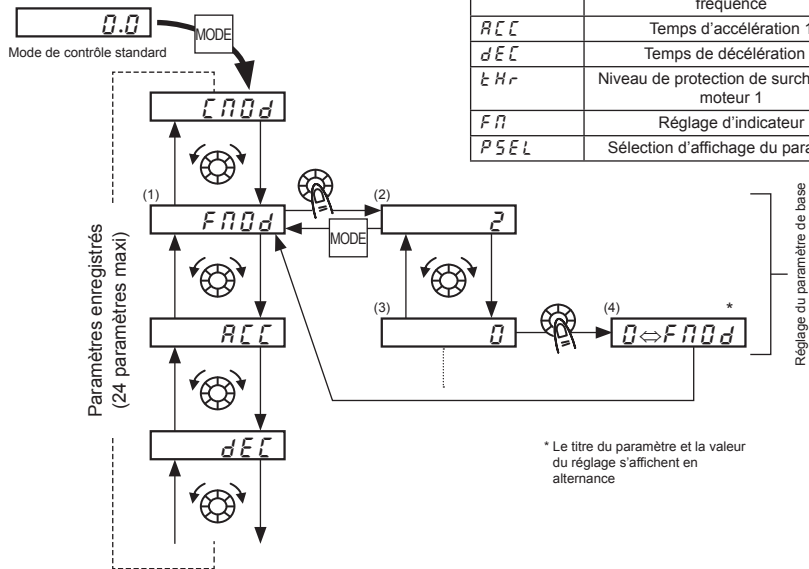 fréquence
ACC Temps d'accélération 1
dEC Temps de décélération
tHr Niveau de protection de surch
moteur 1
FM Réglage d'indicateur
PSEL Sélection d'affichage du para
0.0
MODE
Mode de contrôle standard
CMOd
(1)
FMOd
(2)
2
MODE
(3)
0
(4)
*
0⇔FMOd
ACC
dEC
Paramètres enregistrés
(24 paramètres maxi)
Réglage du paramètre de base
* Le titre du paramètre et la valeur
du réglage s'affichent en
alternance